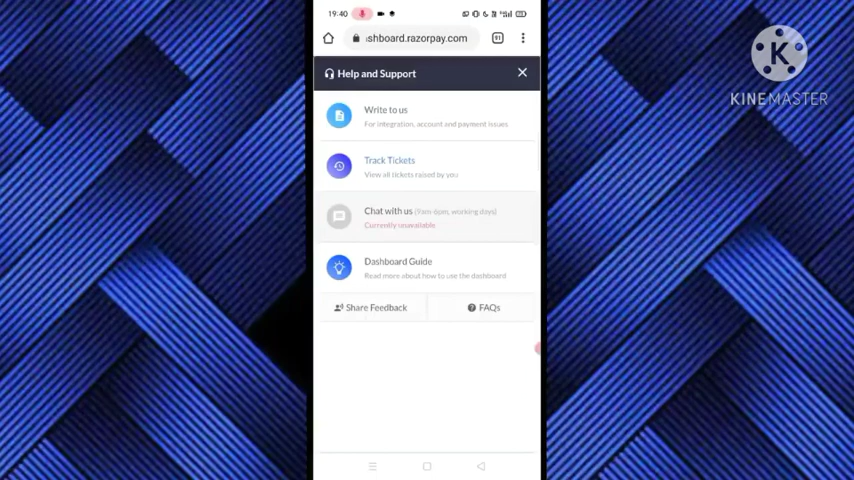 19:40
91
ashboard.razorpay.com
Help and Support
Write to us
For integration, account and payment issues
Track Tickets
View all tickets raised by you
Chat with us (9am-6pm, working days)
Currently unavailable
Dashboard Guide
Read more about how to use the dashboard
Share Feedback
FAQs
K
KINEMASTER